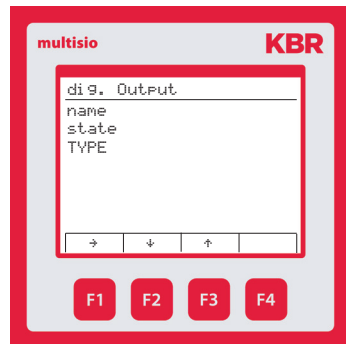 multisio KBR
dig. Output
name
state
TYPE
→ ↓ ↑
F1 F2 F3 F4